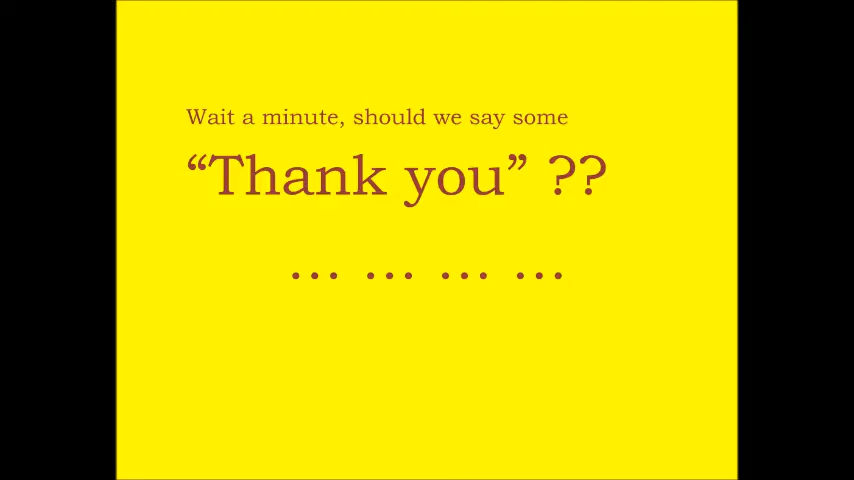 Wait a minute, should we say some
“Thank you” ??
… … … …